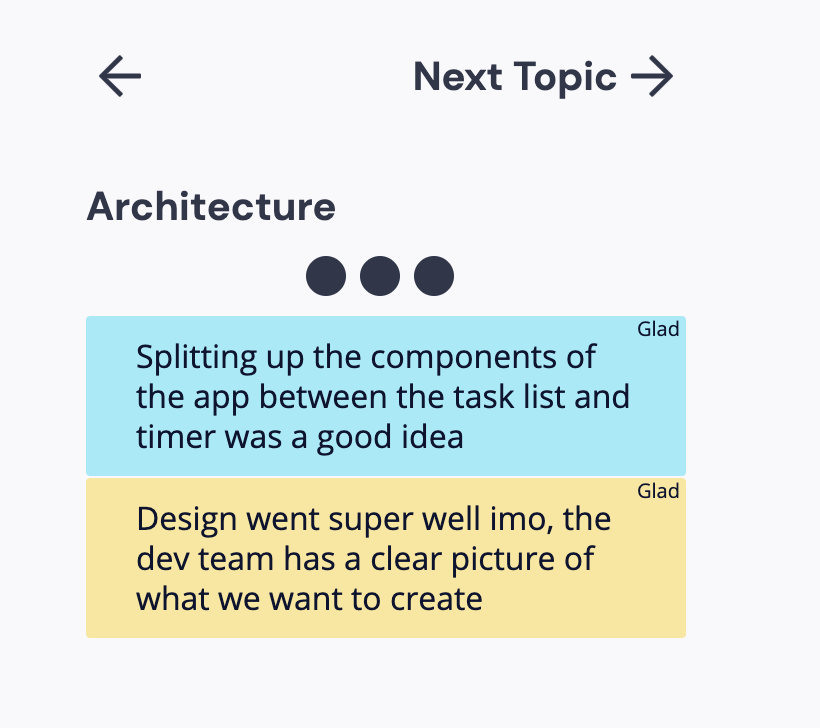 Next Topic
Architecture
Glad
Splitting up the components of
the app between the task list and
timer was a good idea
Glad
Design went super well imo, the
dev team has a clear picture of
what we want to create